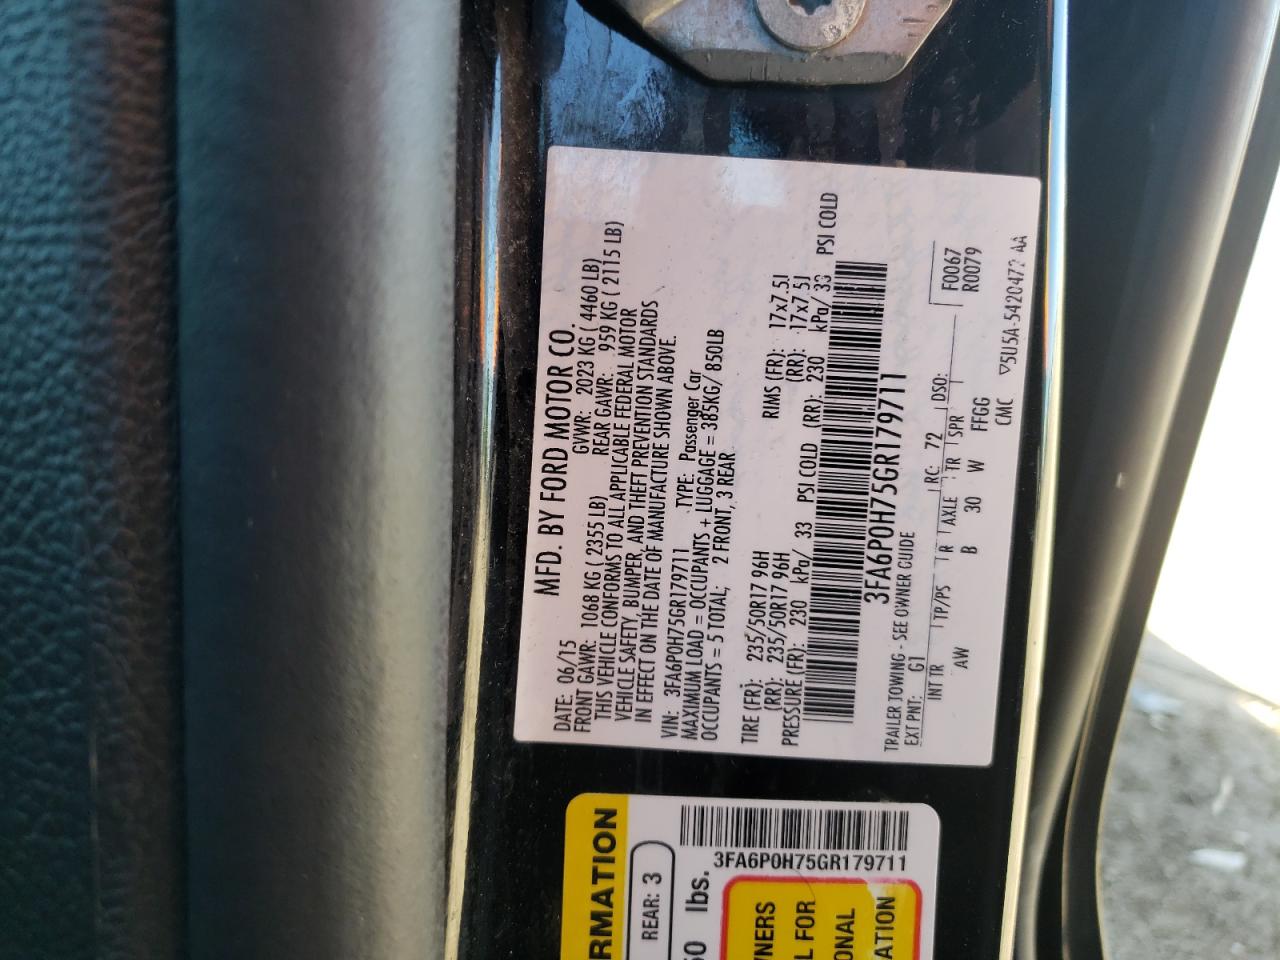 MFD. BY FORD MOTOR CO.
DATE: 06/15 GVWR: 2023 KG ( 4460 LB)
FRONT GAWR: 1068 KG ( 2355 LB) REAR GAWR: 959 KG ( 2115 LB)
THIS VEHICLE CONFORMS TO ALL APPLICABLE FEDERAL MOTOR
VEHICLE SAFETY, BUMPER, AND THEFT PREVENTION STANDARDS
IN EFFECT ON THE DATE OF MANUFACTURE SHOWN ABOVE.
VIN: 3FA6P0H75GR179711 TYPE: Passenger Car
MAXIMUM LOAD = OCCUPANTS + LUGGAGE = 385KG/ 850LB
OCCUPANTS = 5 TOTAL; 2 FRONT, 3 REAR
TIRE (FR): 235/50R17 96H RIMS (FR): 17x7.5J
(RR): 235/50R17 96H (RR): 17x7.5J
PRESSURE (FR): 230 kPa/ 33 PSI COLD (RR): 230 kPa/ 33 PSI COLD
3FA6P0H75GR179711
TRAILER TOWING - SEE OWNER GUIDE
EXT PNT: G1 RC: 72 DSO: F0067
INT TR TP/PS R AXLE TR SPR R0079
AW B 30 W FFGG
CMC ▽5U5A-5420472 AA
RMATION
REAR: 3
50 lbs.
3FA6P0H75GR179711
WNERS
L FOR
ONAL
ATION